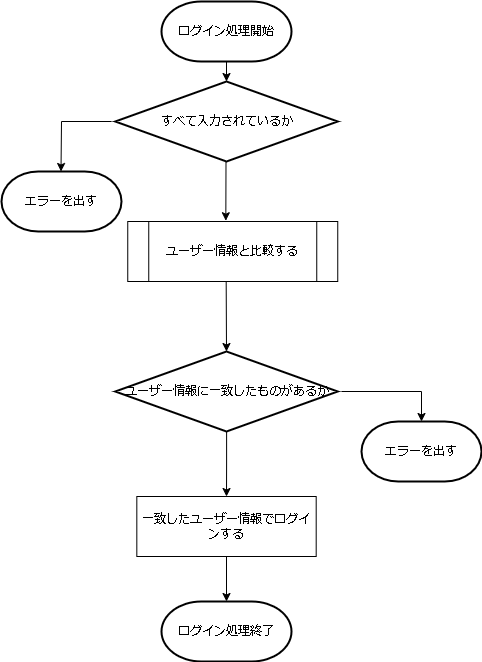 ログイン処理開始
すべて入力されているか
エラーを出す
ユーザー情報と比較する
ユーザー情報に一致したものがあるか
エラーを出す
一致したユーザー情報でログイ
ンする
ログイン処理終了